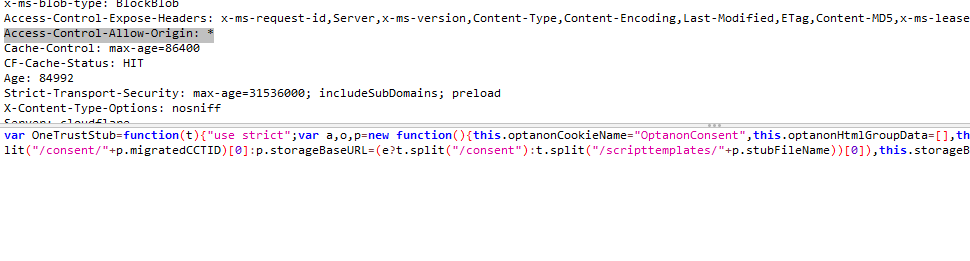 x-ms-blob-type: BlockBlob
Access-Control-Expose-Headers: x-ms-request-id,Server,x-ms-version,Content-Type,Content-Encoding,Last-Modified,ETag,Content-MD5,x-ms-lease
Access-Control-Allow-Origin: *
Cache-Control: max-age=86400
CF-Cache-Status: HIT
Age: 84992
Strict-Transport-Security: max-age=31536000; includeSubDomains; preload
X-Content-Type-Options: nosniff
Server: cloudflare
var OneTrustStub=function(t){"use strict";var a,o,p=new function(){this.optanonCookieName="OptanonConsent",this.optanonHtmlGroupData=[],th
lit("/consent/"+p.migratedCCTID)[0]:p.storageBaseURL=(e?t.split("/consent"):t.split("/scripttemplates/"+p.stubFileName))[0]),this.storageB